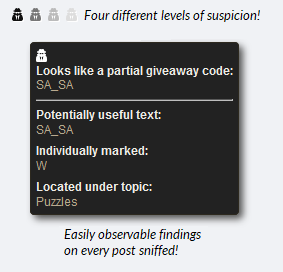 Four different levels of suspicion!
Looks like a partial giveaway code:
SA_SA
Potentially useful text:
SA_SA
Individually marked:
W
Located under topic:
Puzzles
Easily observable findings
on every post sniffed!